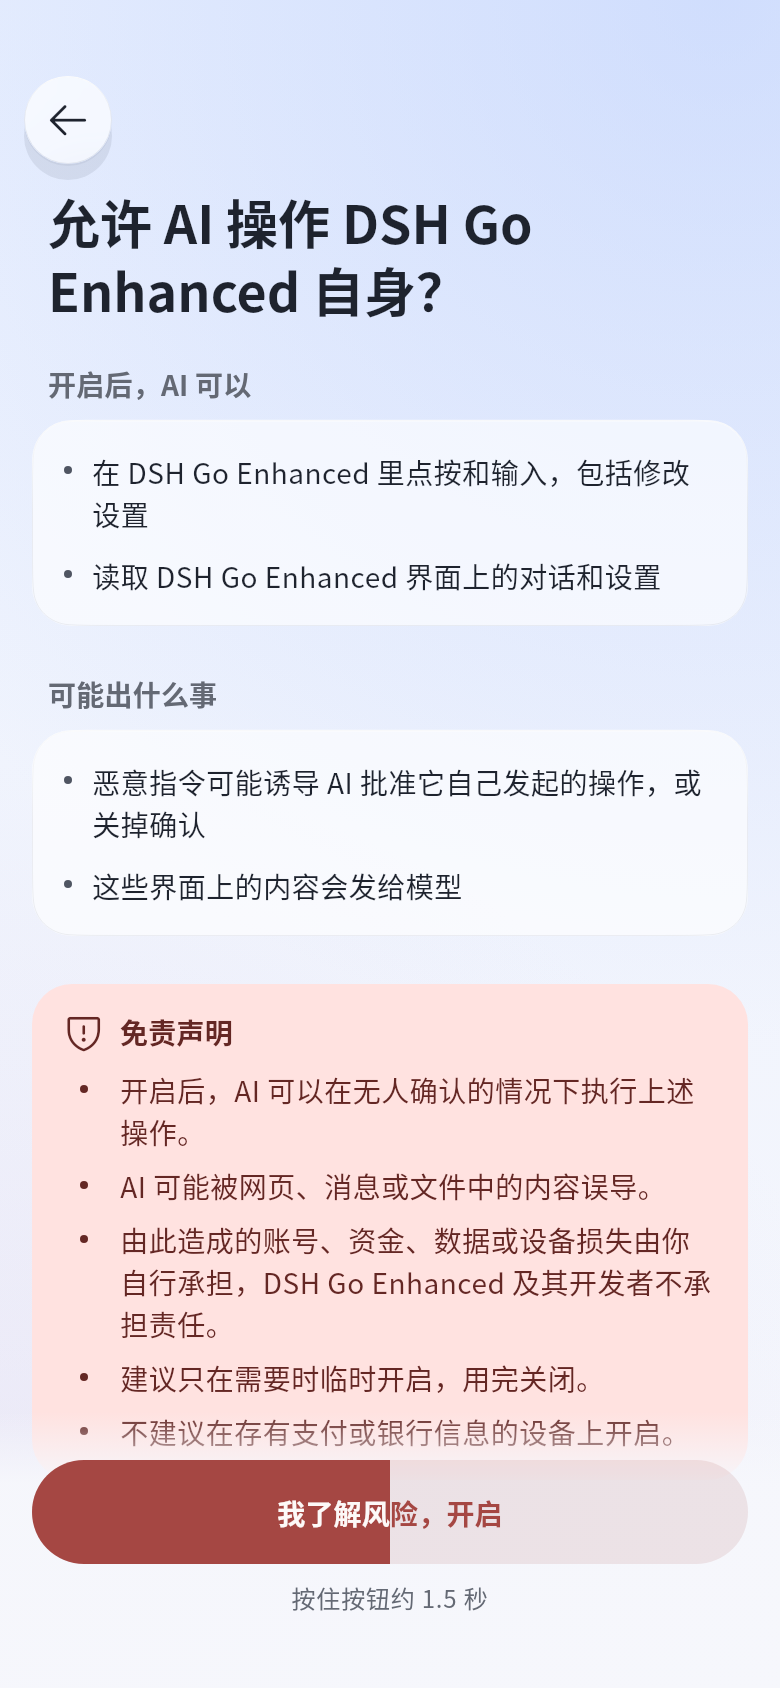 允许 AI 操作 DSH Go
Enhanced 自身？
开启后，AI 可以
• 在 DSH Go Enhanced 里点按和输入，包括修改
设置
• 读取 DSH Go Enhanced 界面上的对话和设置
可能出什么事
• 恶意指令可能诱导 AI 批准它自己发起的操作，或
关掉确认
• 这些界面上的内容会发给模型
免责声明
• 开启后，AI 可以在无人确认的情况下执行上述
操作。
• AI 可能被网页、消息或文件中的内容误导。
• 由此造成的账号、资金、数据或设备损失由你
自行承担，DSH Go Enhanced 及其开发者不承
担责任。
• 建议只在需要时临时开启，用完关闭。
• 不建议在存有支付或银行信息的设备上开启。
我了解风险，开启
按住按钮约 1.5 秒